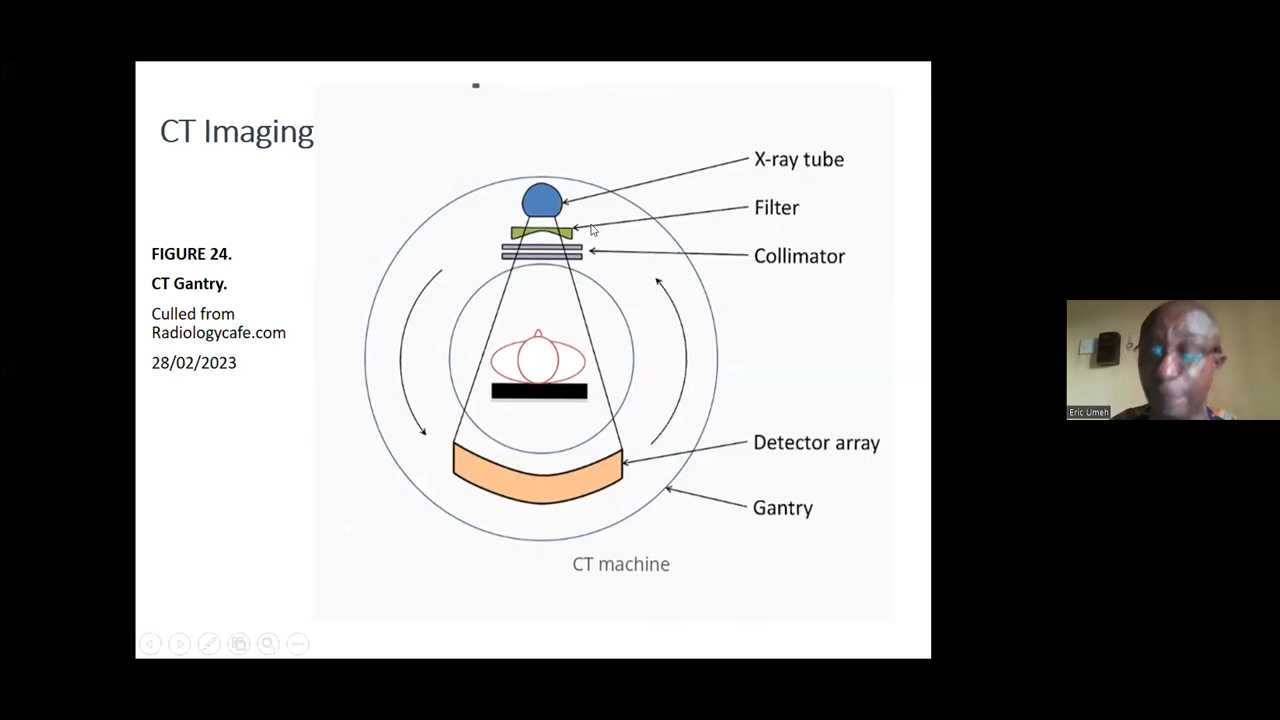 CT Imaging
FIGURE 24.
CT Gantry.
Culled from
Radiologycafe.com
28/02/2023
X-ray tube
Filter
Collimator
Detector array
Gantry
CT machine
Eric Umeh